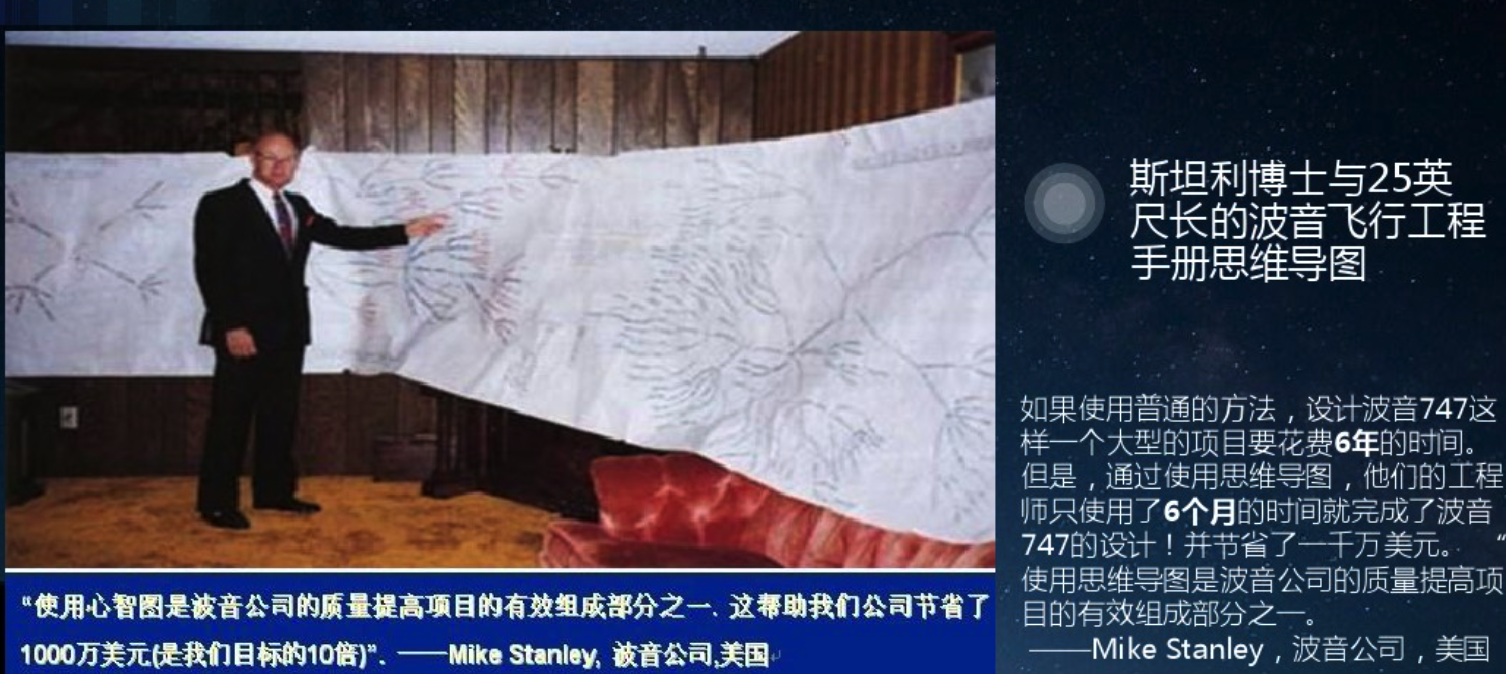 斯坦利博士与25英
尺长的波音飞行工程
手册思维导图
如果使用普通的方法，设计波音747这
样一个大型的项目要花费6年的时间。
但是，通过使用思维导图，他们的工程
师只使用了6个月的时间就完成了波音
747的设计！并节省了一千万美元。 “
使用思维导图是波音公司的质量提高项
目的有效组成部分之一。
——Mike Stanley，波音公司，美国
“使用心智图是波音公司的质量提高项目的有效组成部分之一. 这帮助我们公司节省了
1000万美元(是我们目标的10倍)”. ——Mike Stanley, 波音公司,美国